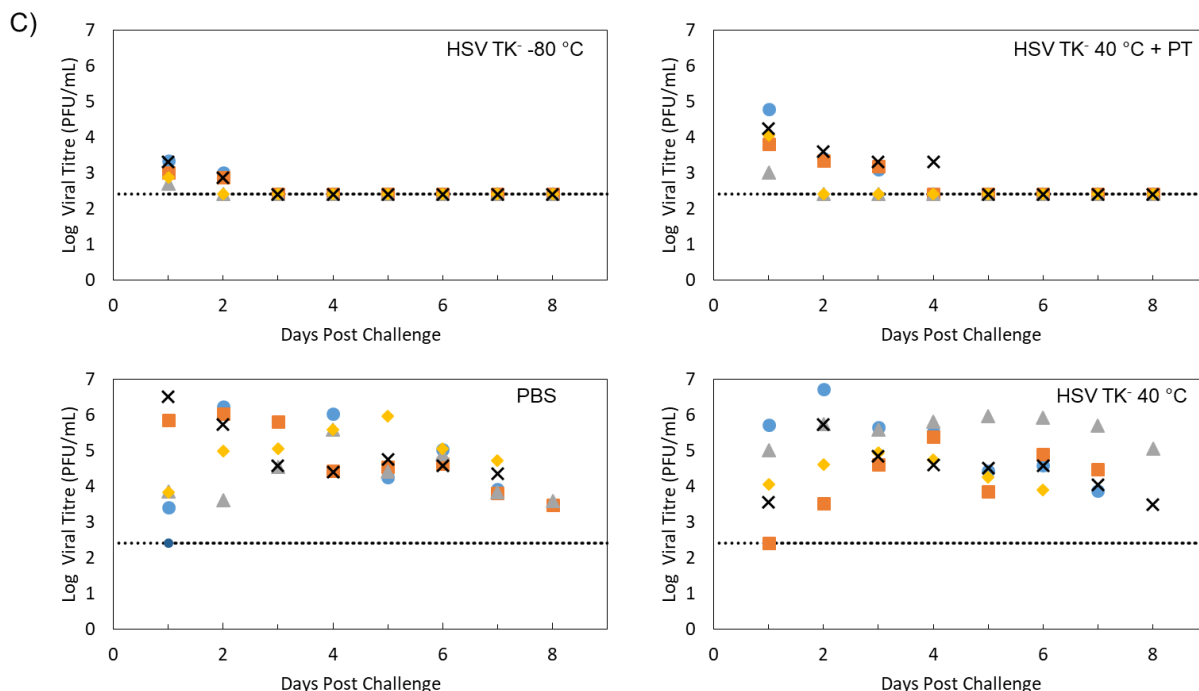 C)
HSV TK⁻ -80 °C
Log Viral Titre (PFU/mL)
7
6
5
4
3
2
1
0
0 2 4 6 8
Days Post Challenge
HSV TK⁻ 40 °C + PT
Log Viral Titre (PFU/mL)
7
6
5
4
3
2
1
0
0 2 4 6 8
Days Post Challenge
PBS
Log Viral Titre (PFU/mL)
7
6
5
4
3
2
1
0
0 2 4 6 8
Days Post Challenge
HSV TK⁻ 40 °C
Log Viral Titre (PFU/mL)
7
6
5
4
3
2
1
0
0 2 4 6 8
Days Post Challenge